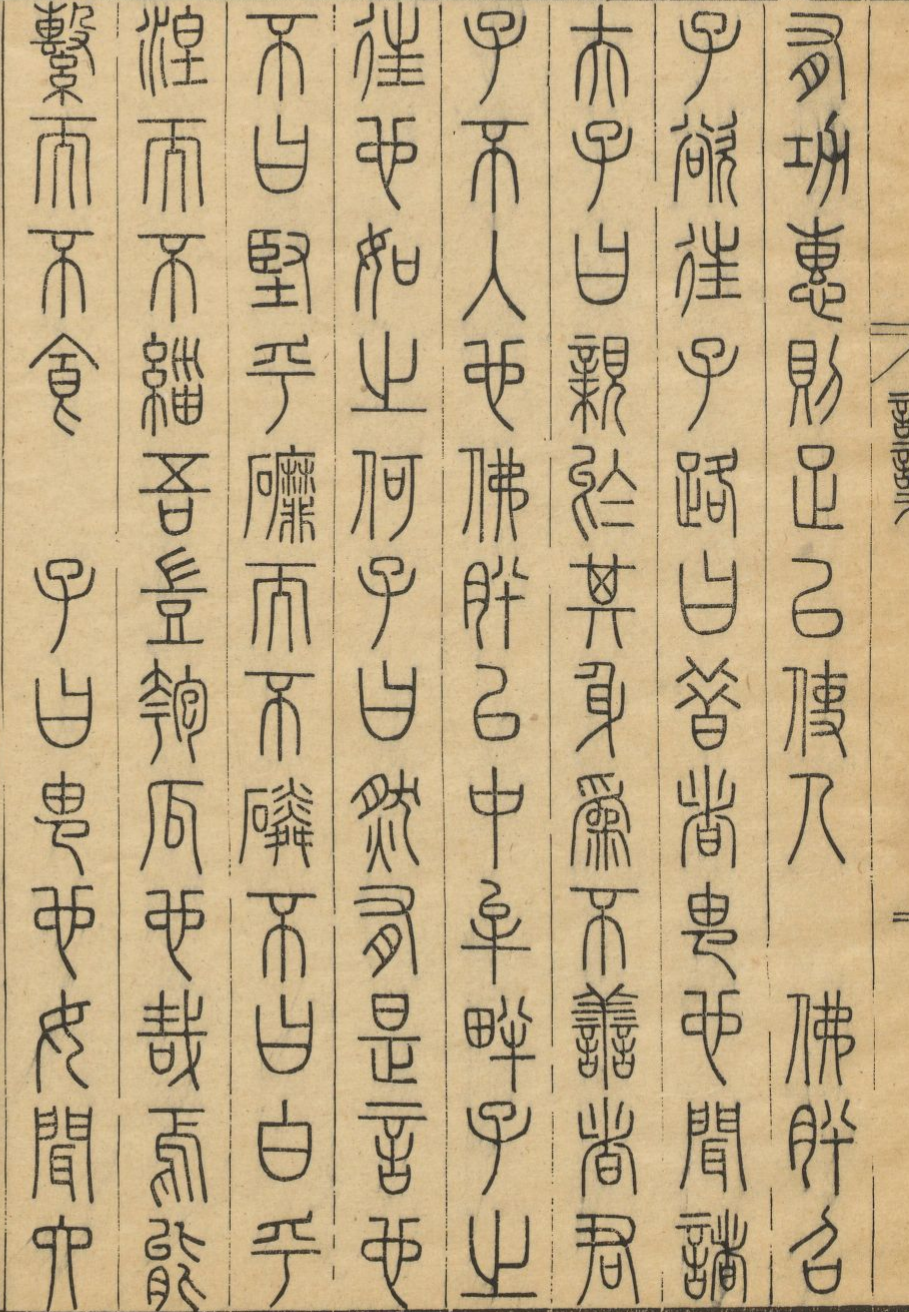 有功惠則足以使人　佛肸召
子欲往子路曰昔者由也聞諸
夫子曰親於其身爲不善者君
子不入也佛肸以中牟畔子之
往也如之何子曰然有是言也
不曰堅乎磨而不磷不曰白乎
涅而不緇吾豈匏瓜也哉焉能
繫而不食　子曰由也女聞六